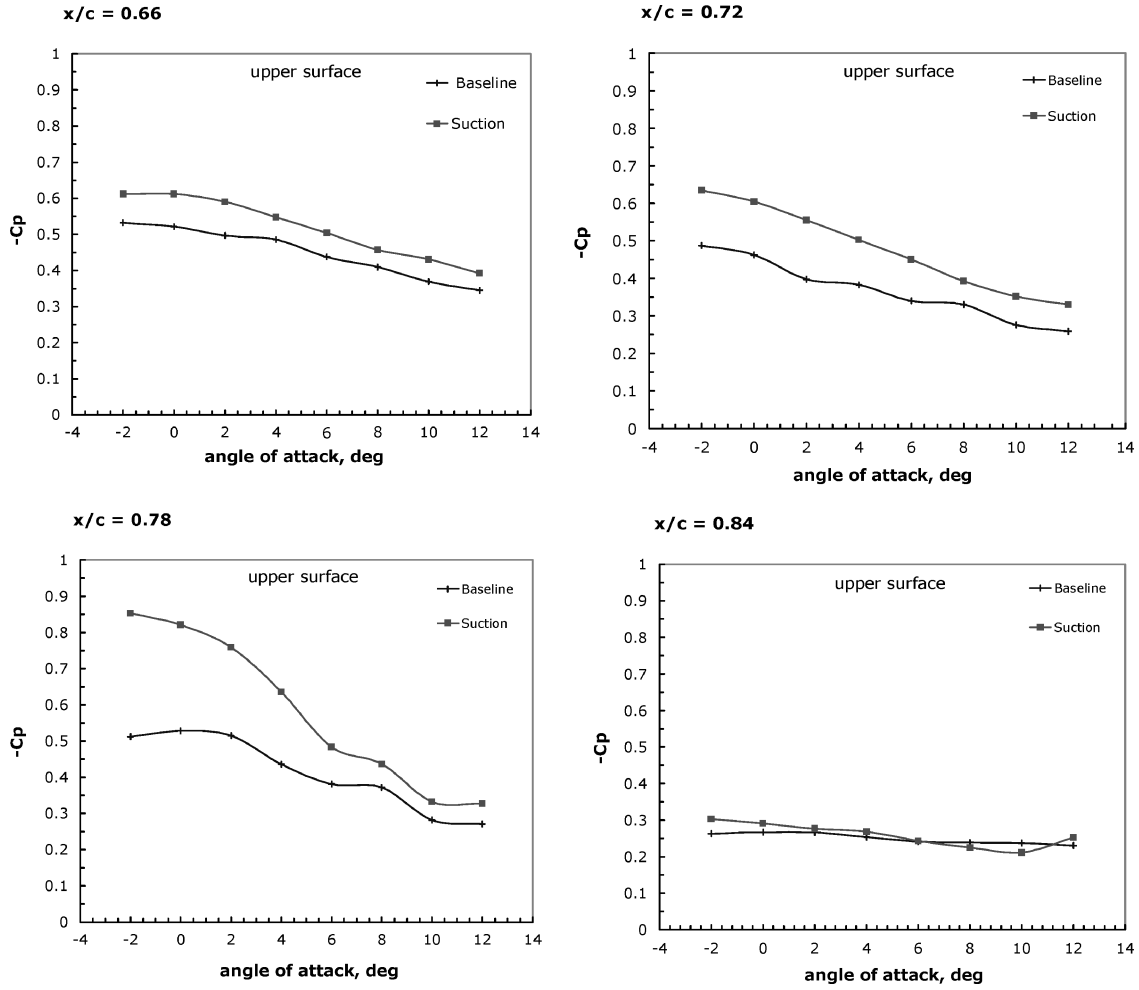 x/c = 0.66
upper surface
Baseline
Suction
1
0.9
0.8
0.7
0.6
0.5
0.4
0.3
0.2
0.1
0
-Cp
-4 -2 0 2 4 6 8 10 12 14
angle of attack, deg
x/c = 0.72
upper surface
Baseline
Suction
1
0.9
0.8
0.7
0.6
0.5
0.4
0.3
0.2
0.1
0
-Cp
-4 -2 0 2 4 6 8 10 12 14
angle of attack, deg
x/c = 0.78
upper surface
Baseline
Suction
1
0.9
0.8
0.7
0.6
0.5
0.4
0.3
0.2
0.1
0
-Cp
-4 -2 0 2 4 6 8 10 12 14
angle of attack, deg
x/c = 0.84
upper surface
Baseline
Suction
1
0.9
0.8
0.7
0.6
0.5
0.4
0.3
0.2
0.1
0
-Cp
-4 -2 0 2 4 6 8 10 12 14
angle of attack, deg